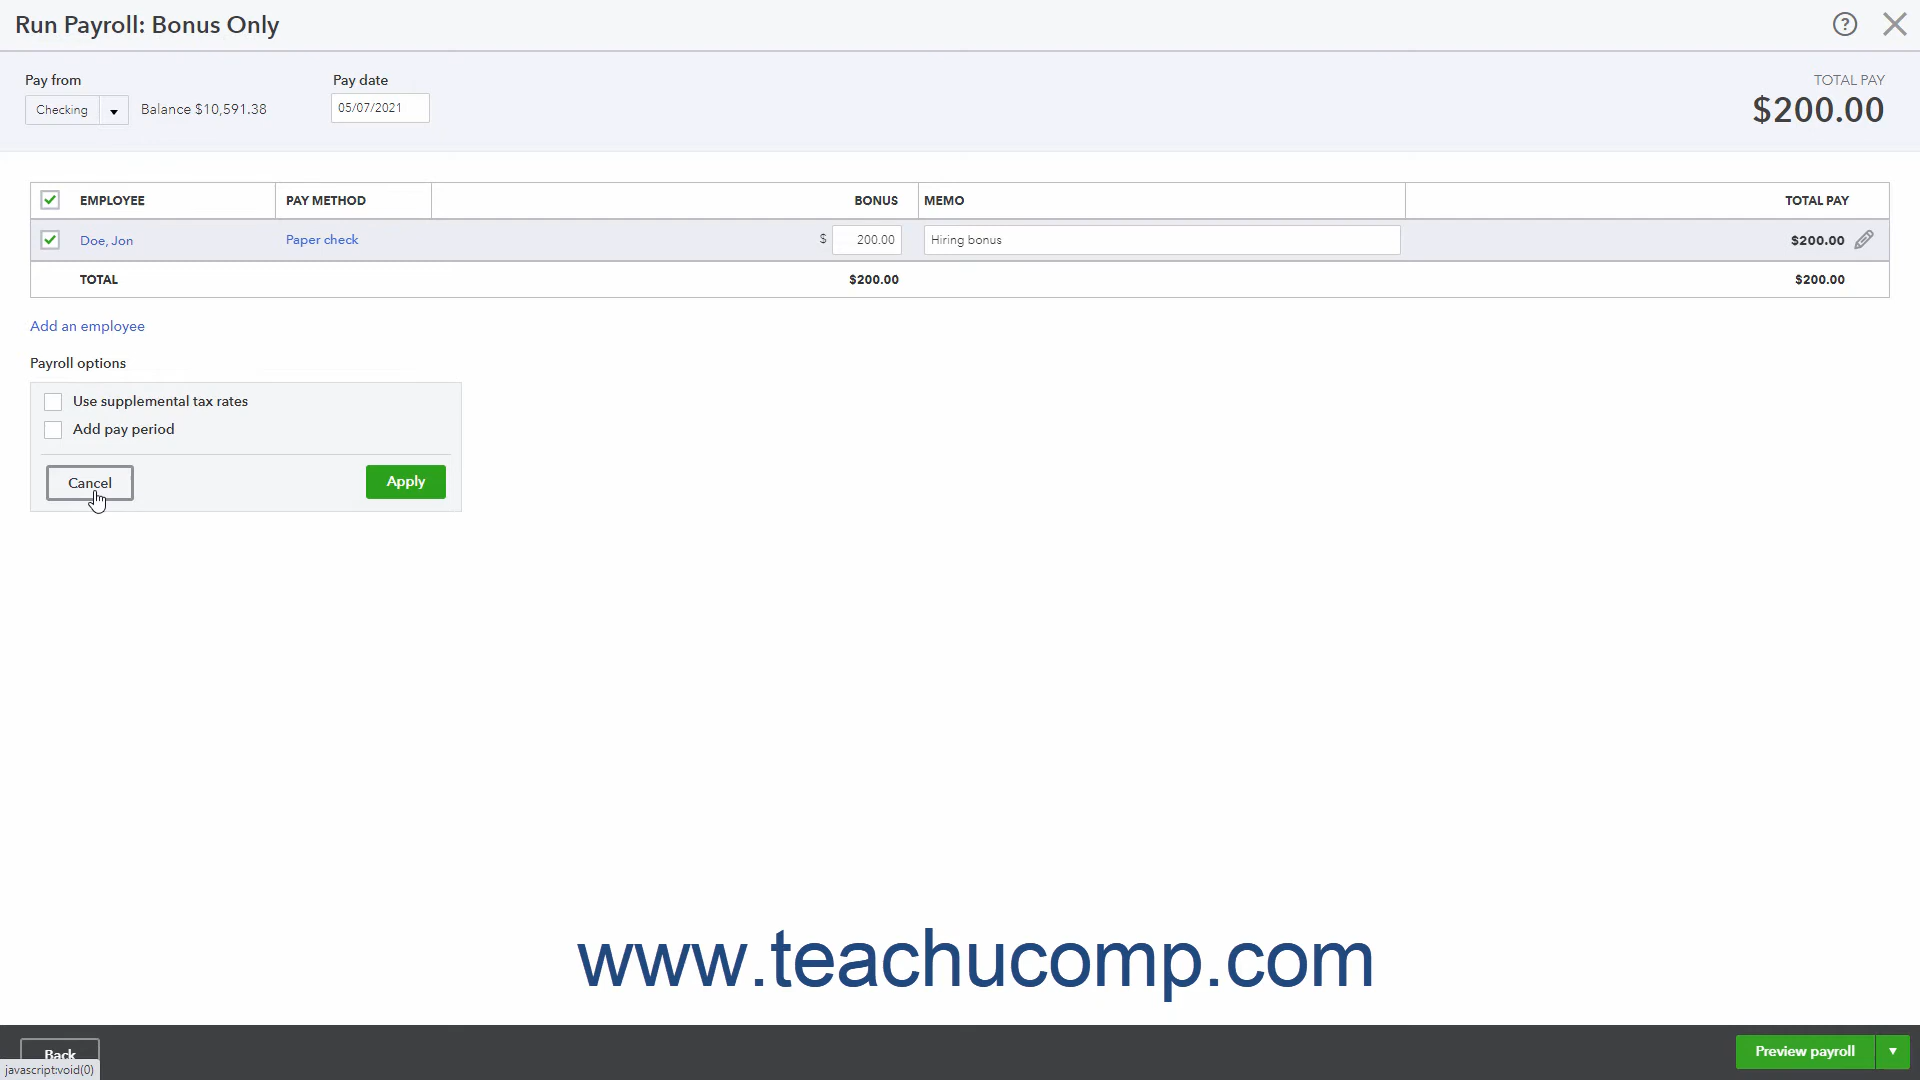 Run Payroll: Bonus Only
?
Pay from
Pay date
TOTAL PAY
Checking
Balance $10,591.38
05/07/2021
$200.00
EMPLOYEE
PAY METHOD
BONUS
MEMO
TOTAL PAY
Doe, Jon
Paper check
$
200.00
Hiring bonus
$200.00
TOTAL
$200.00
$200.00
Add an employee
Payroll options
Use supplemental tax rates
Add pay period
Cancel
Apply
www.teachucomp.com
Back
Preview payroll
javascript:void(0)